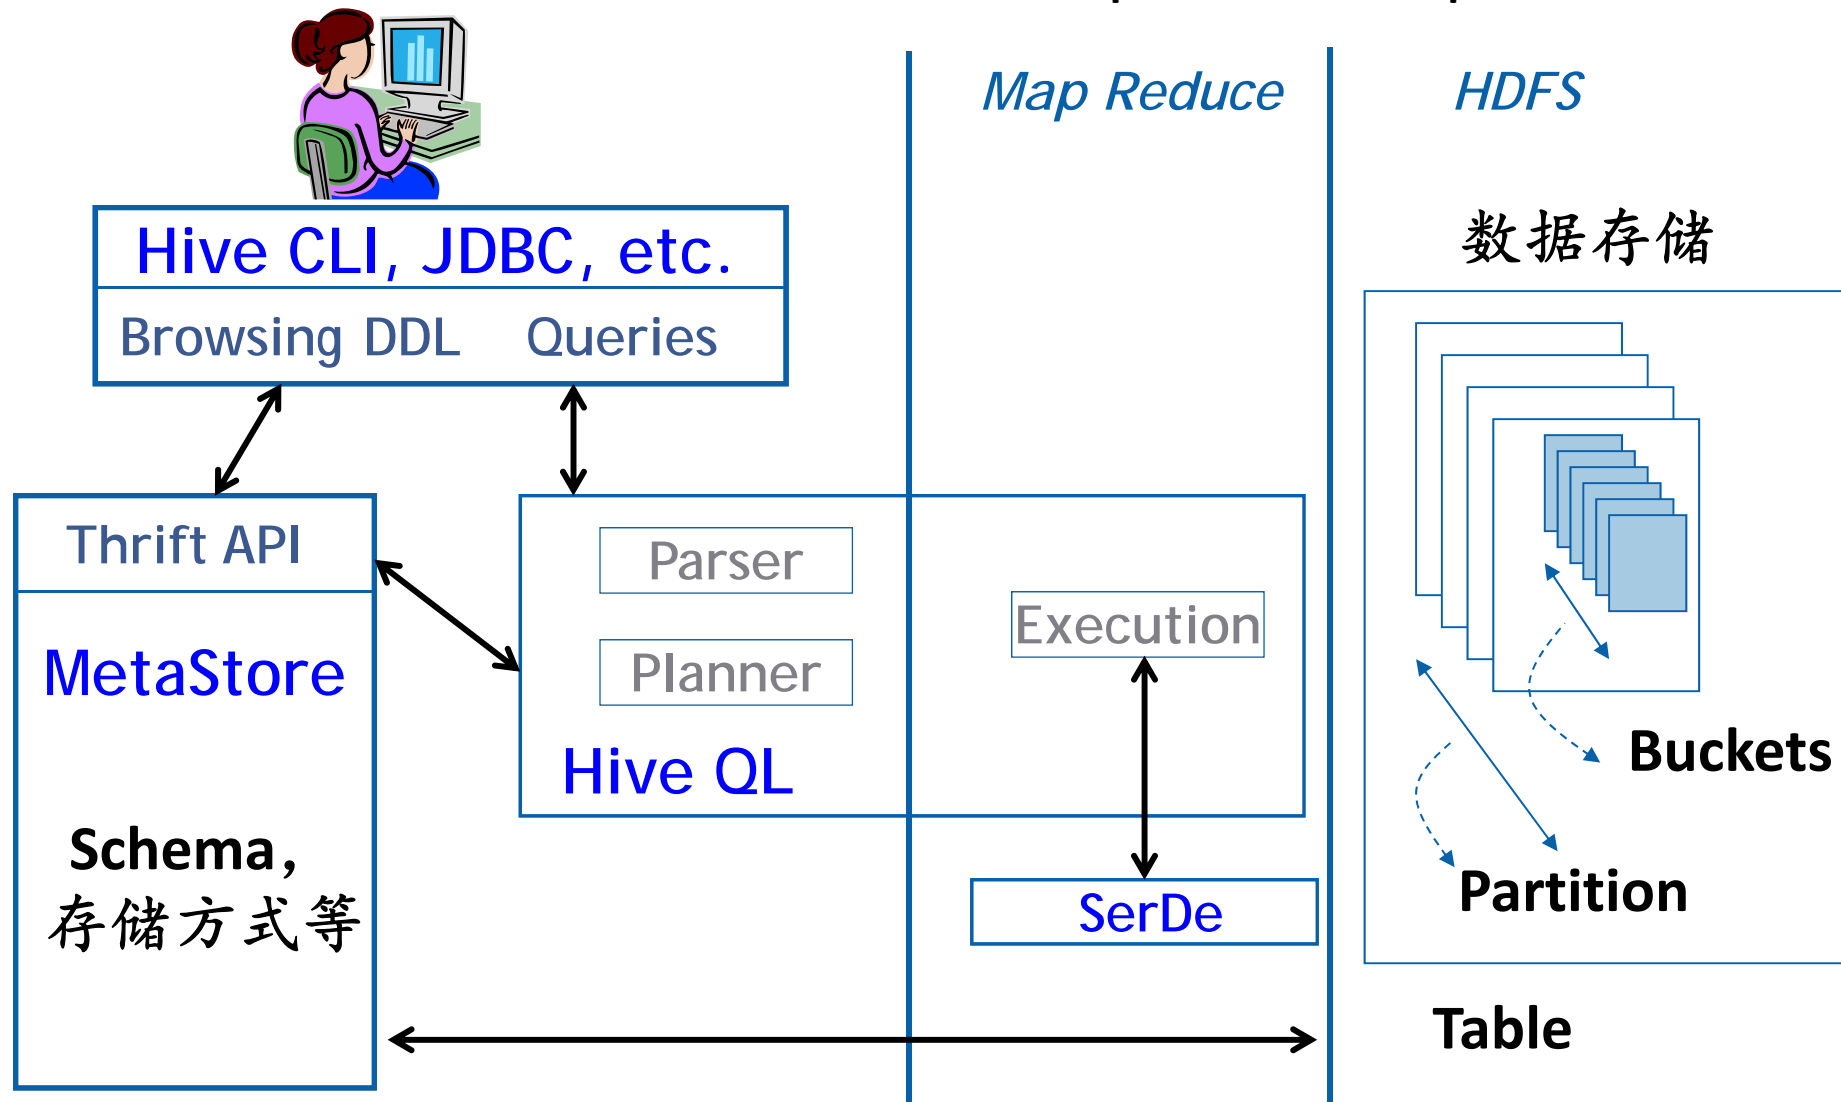 Map Reduce
HDFS
Hive CLI, JDBC, etc.
Browsing DDL Queries
数据存储
Thrift API
MetaStore
Schema，
存储方式等
Parser
Planner
Hive QL
Execution
SerDe
Buckets
Partition
Table